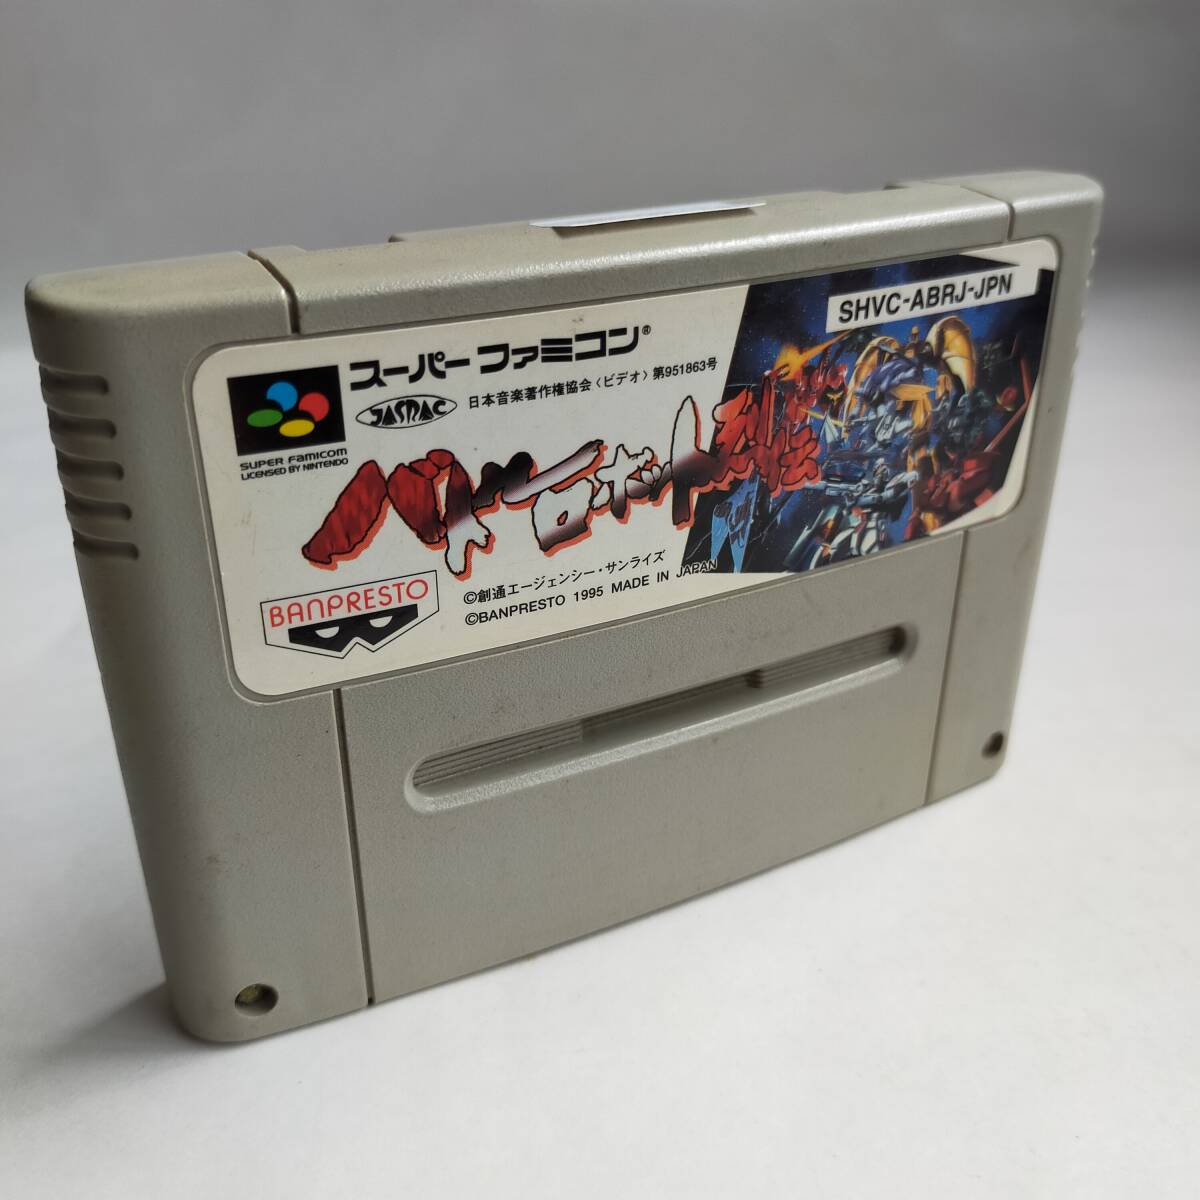 SHVC-ABRJ-JPN
スーパーファミコン®
JASRAC
日本音楽著作権協会〈ビデオ〉第951863号
SUPER FAMICOM
LICENSED BY NINTENDO
バトルロボット烈伝
BANPRESTO
©創通エージェンシー・サンライズ
©BANPRESTO 1995 MADE IN JAPAN